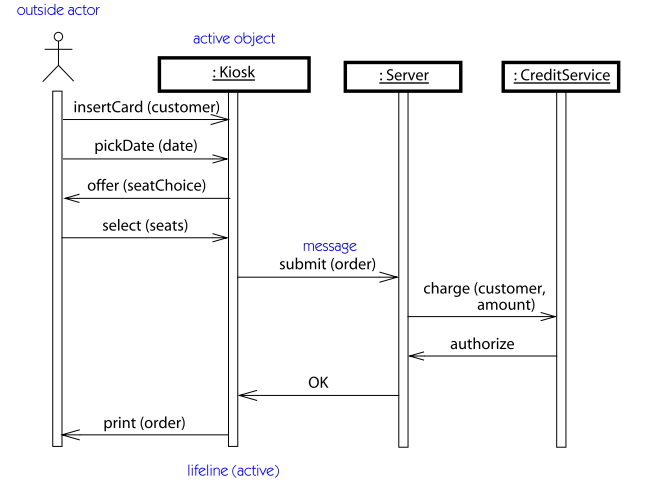 outside actor
active object
: Kiosk
: Server
: CreditService
insertCard (customer)
pickDate (date)
offer (seatChoice)
select (seats)
message
submit (order)
charge (customer,
amount)
authorize
OK
print (order)
lifeline (active)